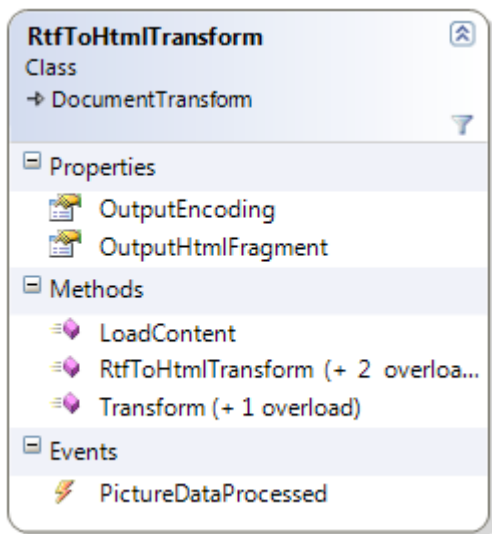 RtfToHtmlTransform
Class
DocumentTransform
Properties
OutputEncoding
OutputHtmlFragment
Methods
LoadContent
RtfToHtmlTransform (+ 2 overloa...
Transform (+ 1 overload)
Events
PictureDataProcessed